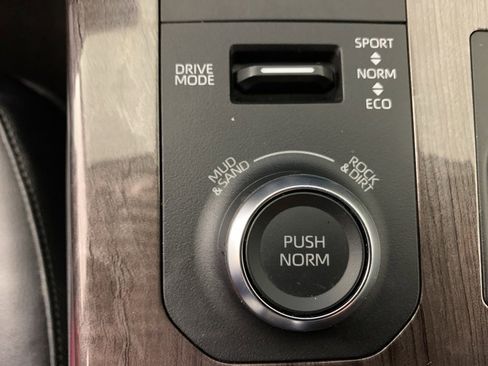 DRIVE
MODE
SPORT
NORM
ECO
MUD
& SAND
ROCK
& DIRT
PUSH
NORM